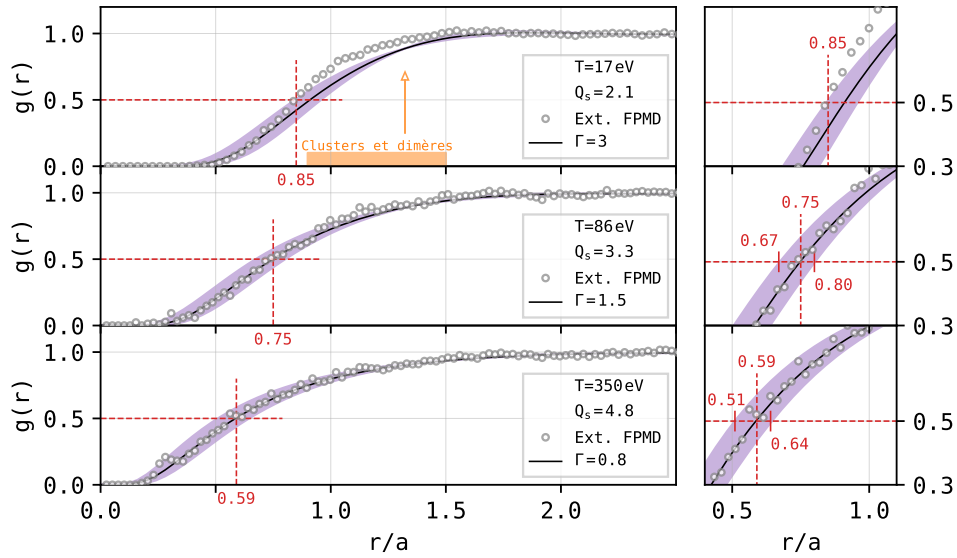 1.0
0.5
0.0
g(r)
T=17eV
Qs=2.1
Ext. FPMD
Γ=3
Clusters et dimères
0.85
0.85
0.5
0.3
1.0
0.5
0.0
g(r)
T=86eV
Qs=3.3
Ext. FPMD
Γ=1.5
0.75
0.75
0.67
0.80
0.5
0.3
1.0
0.5
0.0
g(r)
T=350eV
Qs=4.8
Ext. FPMD
Γ=0.8
0.59
0.59
0.51
0.64
0.5
0.3
0.0 0.5 1.0 1.5 2.0
r/a
0.5 1.0
r/a